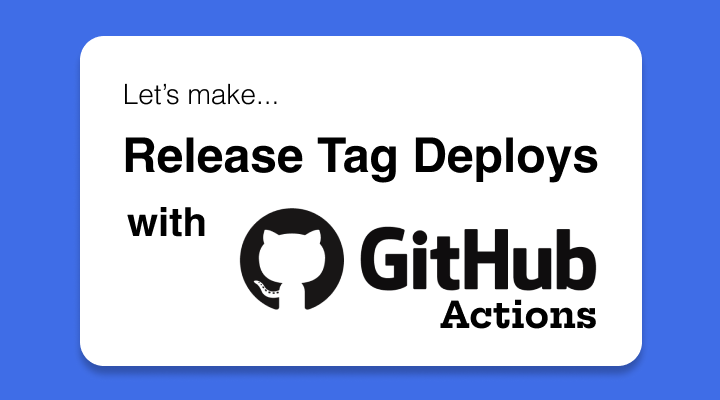 Let’s make...
Release Tag Deploys
with
GitHub
Actions